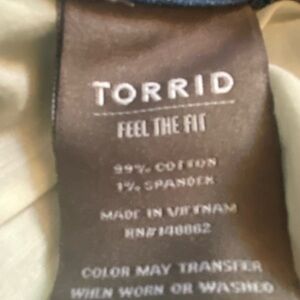 TORRID
FEEL THE FIT
99% COTTON
1% SPANDEX
MADE IN VIETNAM
RN#148862
COLOR MAY TRANSFER
WHEN WORN OR WASHED